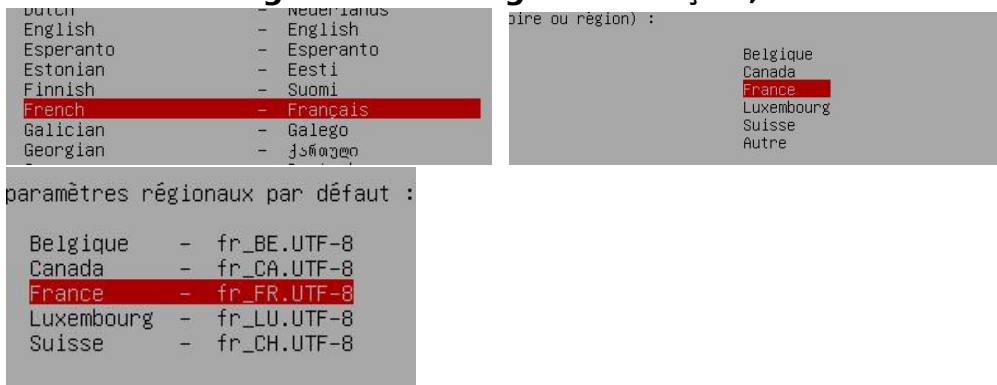 Dutch - Nederlands
English - English
Esperanto - Esperanto
Estonian - Eesti
Finnish - Suomi
French - Français
Galician - Galego
Georgian - ქართული
oire ou région) :
Belgique
Canada
France
Luxembourg
Suisse
Autre
paramètres régionaux par défaut :
Belgique - fr_BE.UTF-8
Canada - fr_CA.UTF-8
France - fr_FR.UTF-8
Luxembourg - fr_LU.UTF-8
Suisse - fr_CH.UTF-8